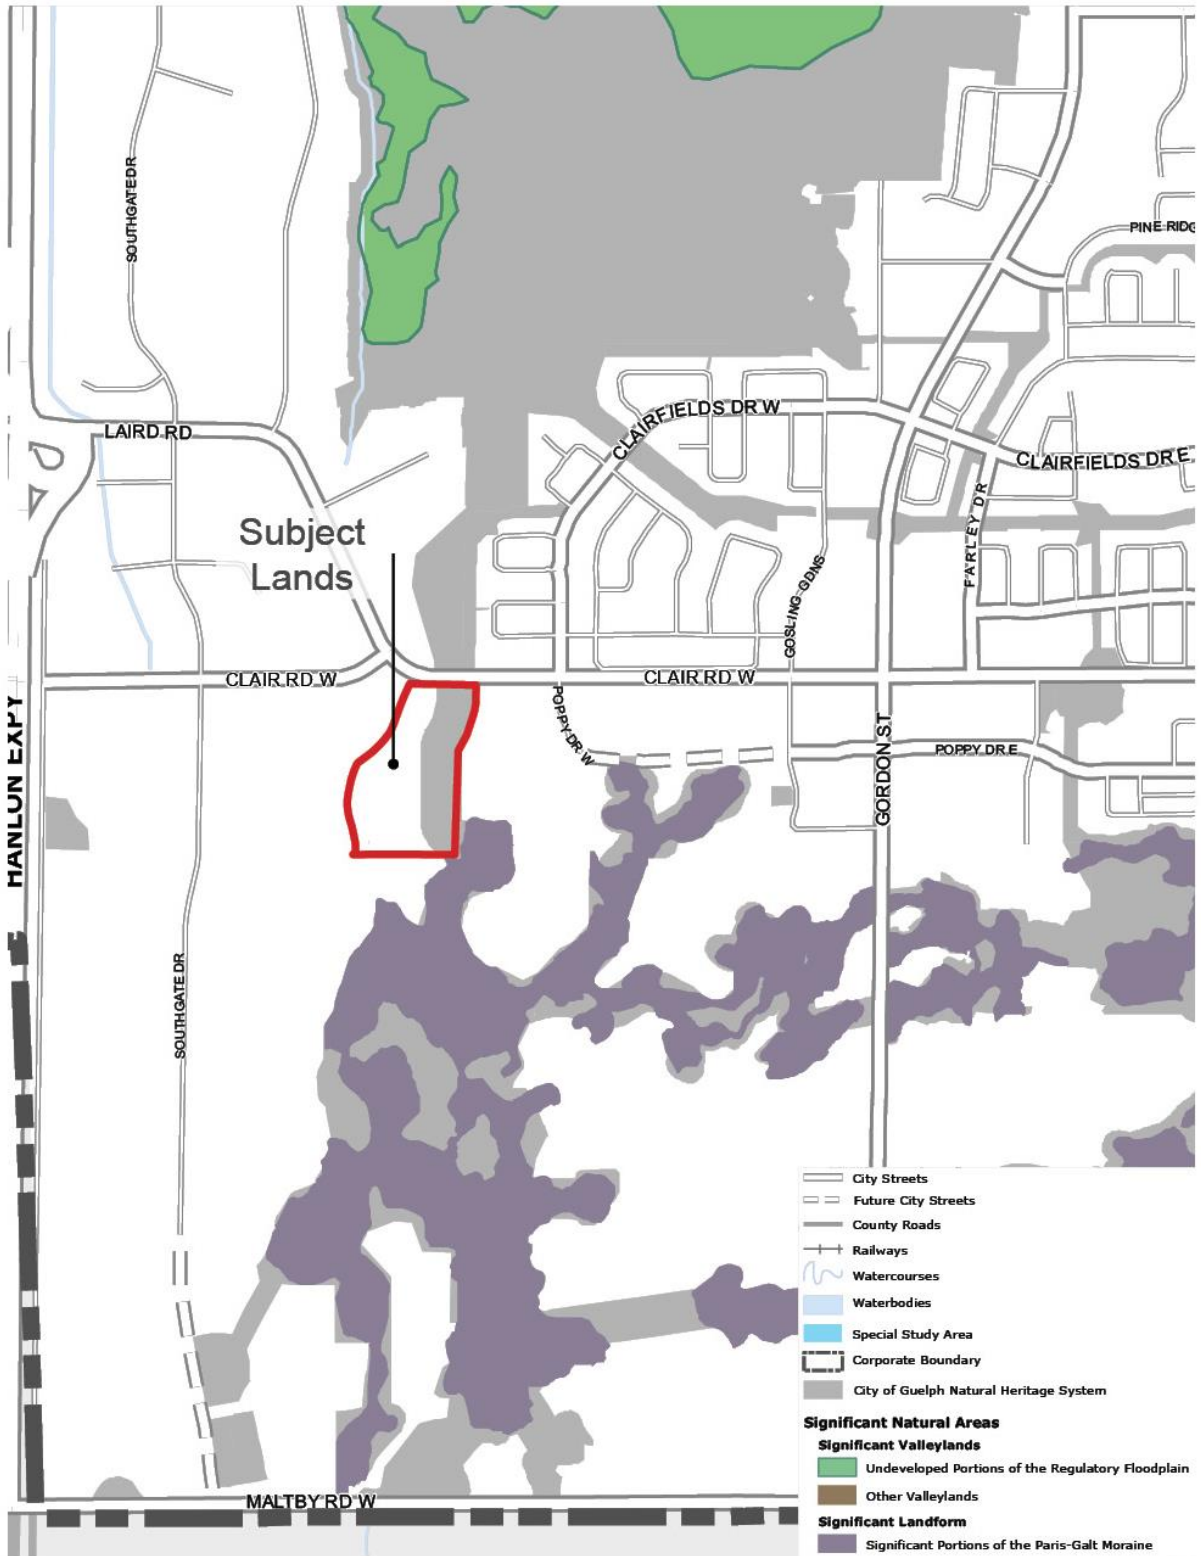 SOUTHGATE DR
PINE RIDG
CLAIRFIELDS DR W
LAIRD RD
CLAIRFIELDS DR E
Subject
Lands
FARLEY DR
GOSLING GDNS
CLAIR RD W
CLAIR RD W
HANLON EXPY
POPPY DR W
GORDON ST
POPPY DR E
SOUTHGATE DR
MALTBY RD W
City Streets
Future City Streets
County Roads
Railways
Watercourses
Waterbodies
Special Study Area
Corporate Boundary
City of Guelph Natural Heritage System
Significant Natural Areas
Significant Valleylands
Undeveloped Portions of the Regulatory Floodplain
Other Valleylands
Significant Landform
Significant Portions of the Paris-Galt Moraine